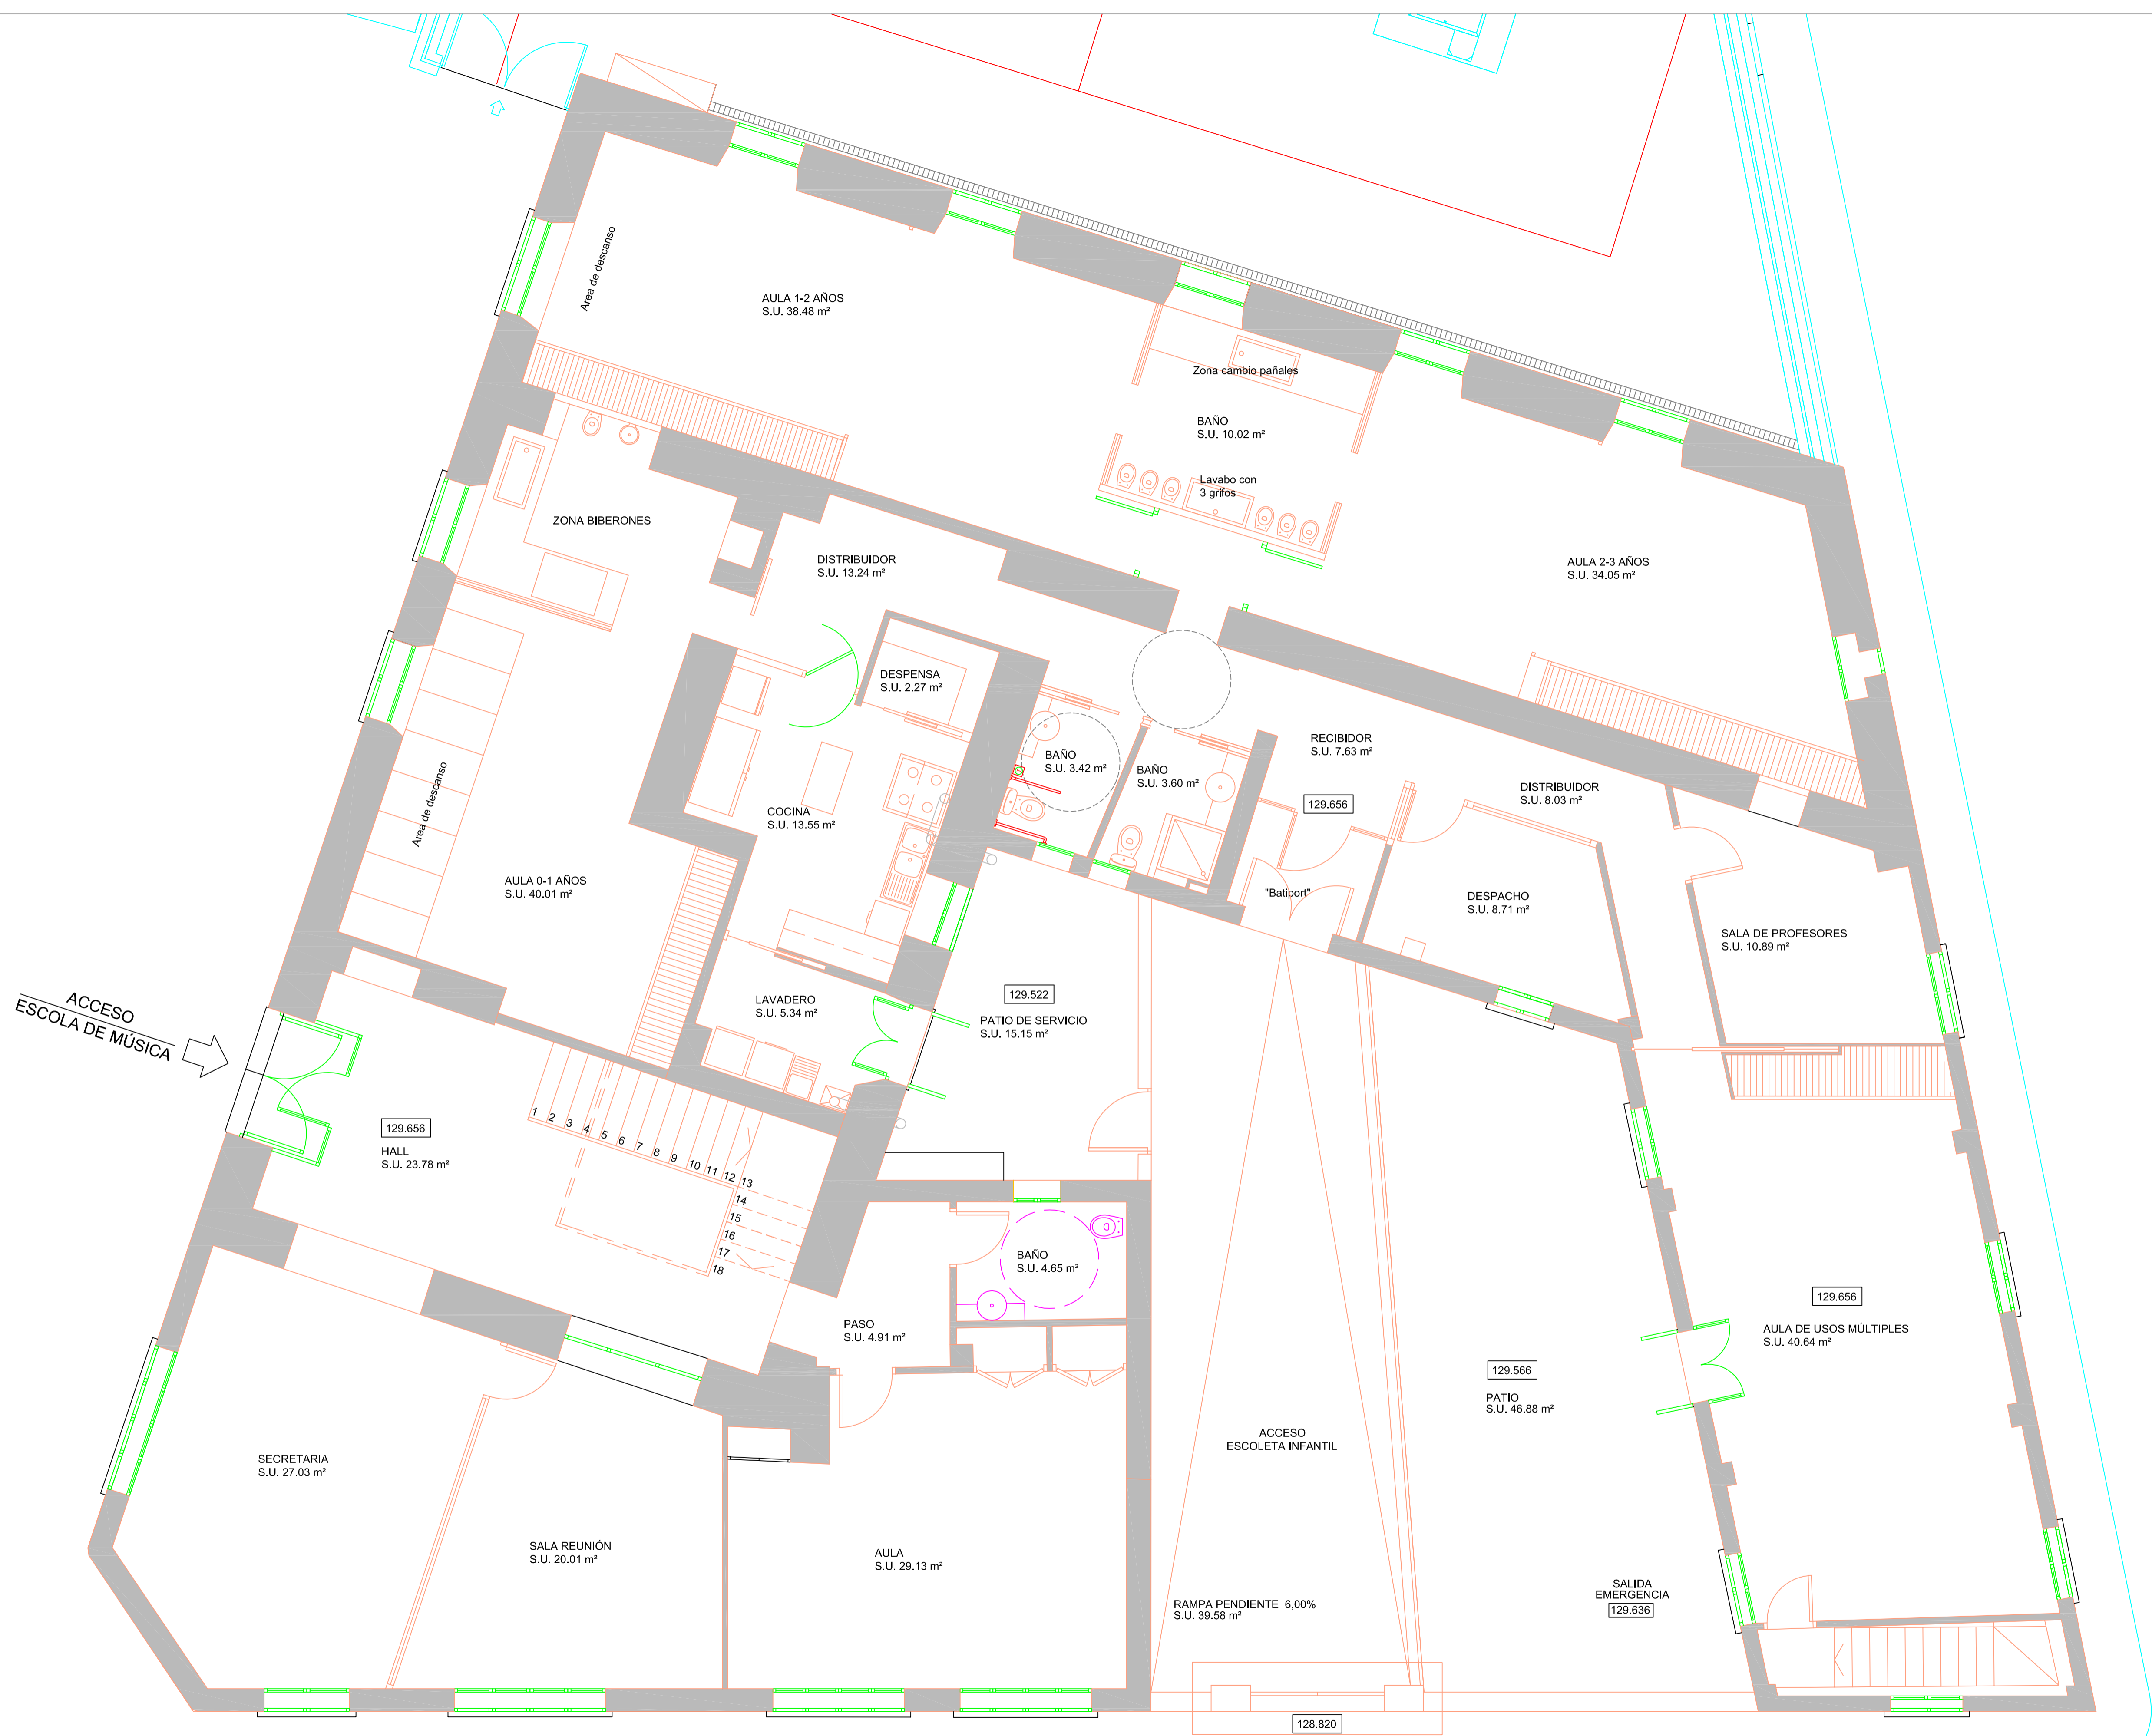 Area de descanso
AULA 1-2 AÑOS
S.U. 38.48 m²
Zona cambio pañales
BAÑO
S.U. 10.02 m²
Lavabo con
3 grifos
ZONA BIBERONES
DISTRIBUIDOR
S.U. 13.24 m²
AULA 2-3 AÑOS
S.U. 34.05 m²
DESPENSA
S.U. 2.27 m²
BAÑO
S.U. 3.42 m²
BAÑO
S.U. 3.60 m²
RECIBIDOR
S.U. 7.63 m²
129.656
DISTRIBUIDOR
S.U. 8.03 m²
Area de descanso
COCINA
S.U. 13.55 m²
AULA 0-1 AÑOS
S.U. 40.01 m²
"Batiport"
DESPACHO
S.U. 8.71 m²
SALA DE PROFESORES
S.U. 10.89 m²
ACCESO
ESCOLA DE MÚSICA
LAVADERO
S.U. 5.34 m²
129.522
PATIO DE SERVICIO
S.U. 15.15 m²
129.656
HALL
S.U. 23.78 m²
1 2 3 4 5 6 7 8 9 10 11 12 13
14
15
16
17
18
BAÑO
S.U. 4.65 m²
PASO
S.U. 4.91 m²
129.656
AULA DE USOS MÚLTIPLES
S.U. 40.64 m²
129.566
PATIO
S.U. 46.88 m²
ACCESO
ESCOLETA INFANTIL
SECRETARIA
S.U. 27.03 m²
SALA REUNIÓN
S.U. 20.01 m²
AULA
S.U. 29.13 m²
RAMPA PENDIENTE 6,00%
S.U. 39.58 m²
SALIDA
EMERGENCIA
129.636
128.820